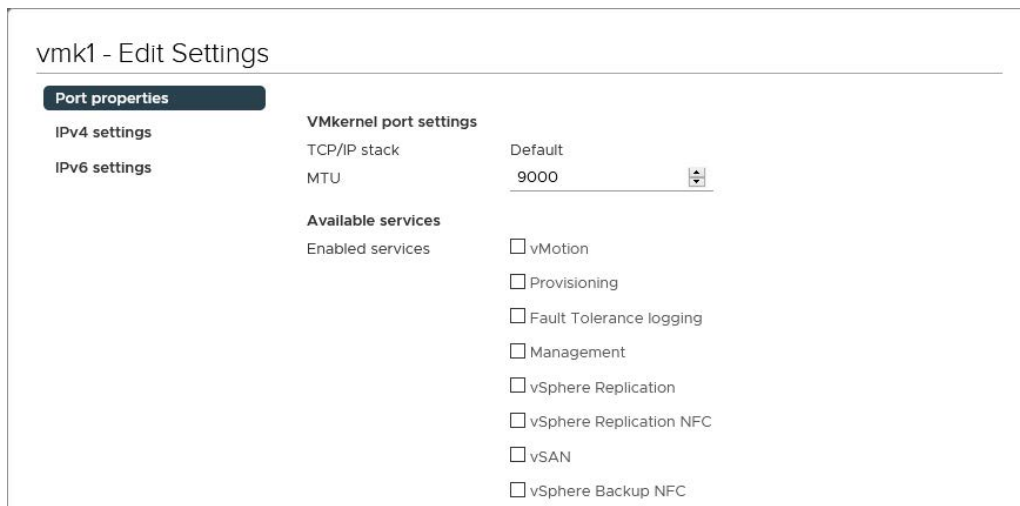 vmk1 - Edit Settings
Port properties
IPv4 settings
IPv6 settings
VMkernel port settings
TCP/IP stack Default
MTU 9000
Available services
Enabled services vMotion
Provisioning
Fault Tolerance logging
Management
vSphere Replication
vSphere Replication NFC
vSAN
vSphere Backup NFC